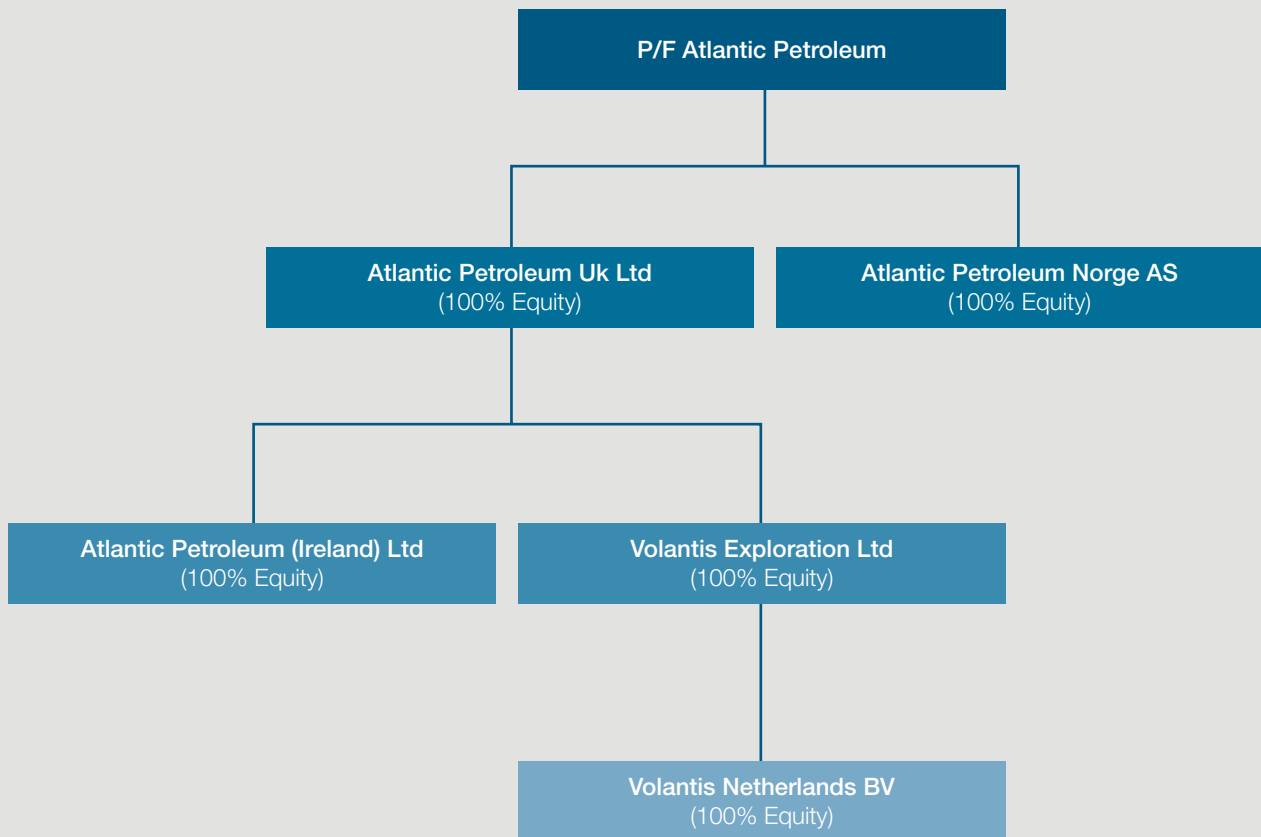 P/F Atlantic Petroleum
Atlantic Petroleum Uk Ltd
(100% Equity)
Atlantic Petroleum Norge AS
(100% Equity)
Atlantic Petroleum (Ireland) Ltd
(100% Equity)
Volantis Exploration Ltd
(100% Equity)
Volantis Netherlands BV
(100% Equity)